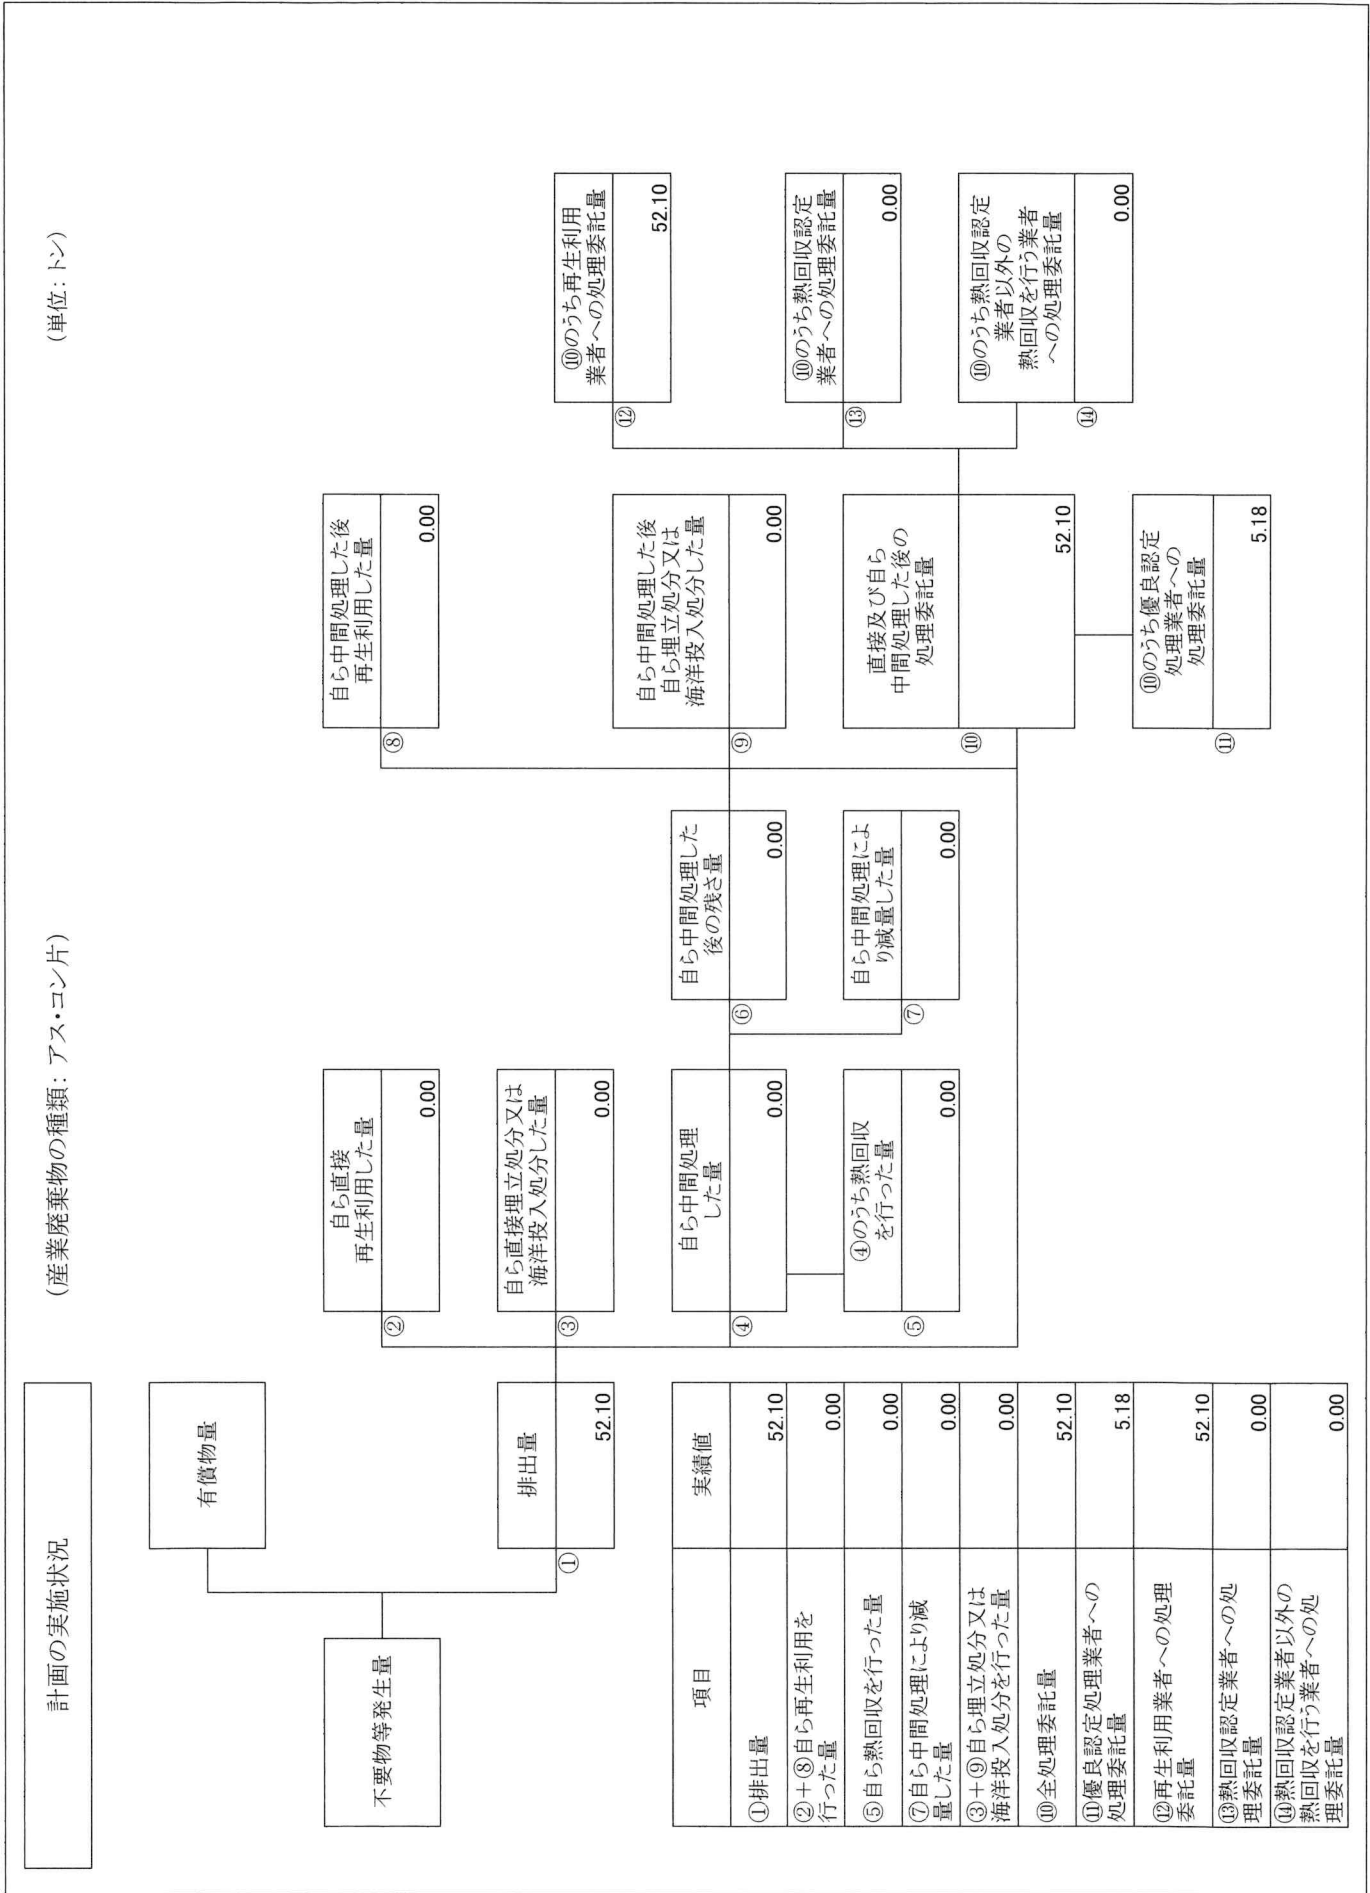 計画の実施状況
(産業廃棄物の種類: アス・コン片)
(単位: トン)
不要物等発生量
有償物量
①
排出量
52.10
②
自ら直接
再生利用した量
0.00
③
自ら直接埋立処分又は
海洋投入処分した量
0.00
④
自ら中間処理
した量
0.00
⑤
④のうち熱回収
を行った量
0.00
⑥
自ら中間処理した
後の残さ量
0.00
⑦
自ら中間処理によ
り減量した量
0.00
⑧
自ら中間処理した後
再生利用した量
0.00
⑨
自ら中間処理した後
自ら埋立処分又は
海洋投入処分した量
0.00
⑩
直接及び自ら
中間処理した後の
処理委託量
52.10
⑪
⑩のうち優良認定
処理業者への
処理委託量
5.18
⑫
⑩のうち再生利用
業者への処理委託量
52.10
⑬
⑩のうち熱回収認定
業者への処理委託量
0.00
⑭
⑩のうち熱回収認定
業者以外の
熱回収を行う業者
への処理委託量
0.00
項目 実績値
①排出量 52.10
②+⑧自ら再生利用を
行った量 0.00
⑤自ら熱回収を行った量 0.00
⑦自ら中間処理により減
量した量 0.00
③+⑨自ら埋立処分又は
海洋投入処分を行った量 0.00
⑩全処理委託量 52.10
⑪優良認定処理業者への
処理委託量 5.18
⑫再生利用業者への処理
委託量 52.10
⑬熱回収認定業者への処
理委託量 0.00
⑭熱回収認定業者以外の
熱回収を行う業者への処
理委託量 0.00